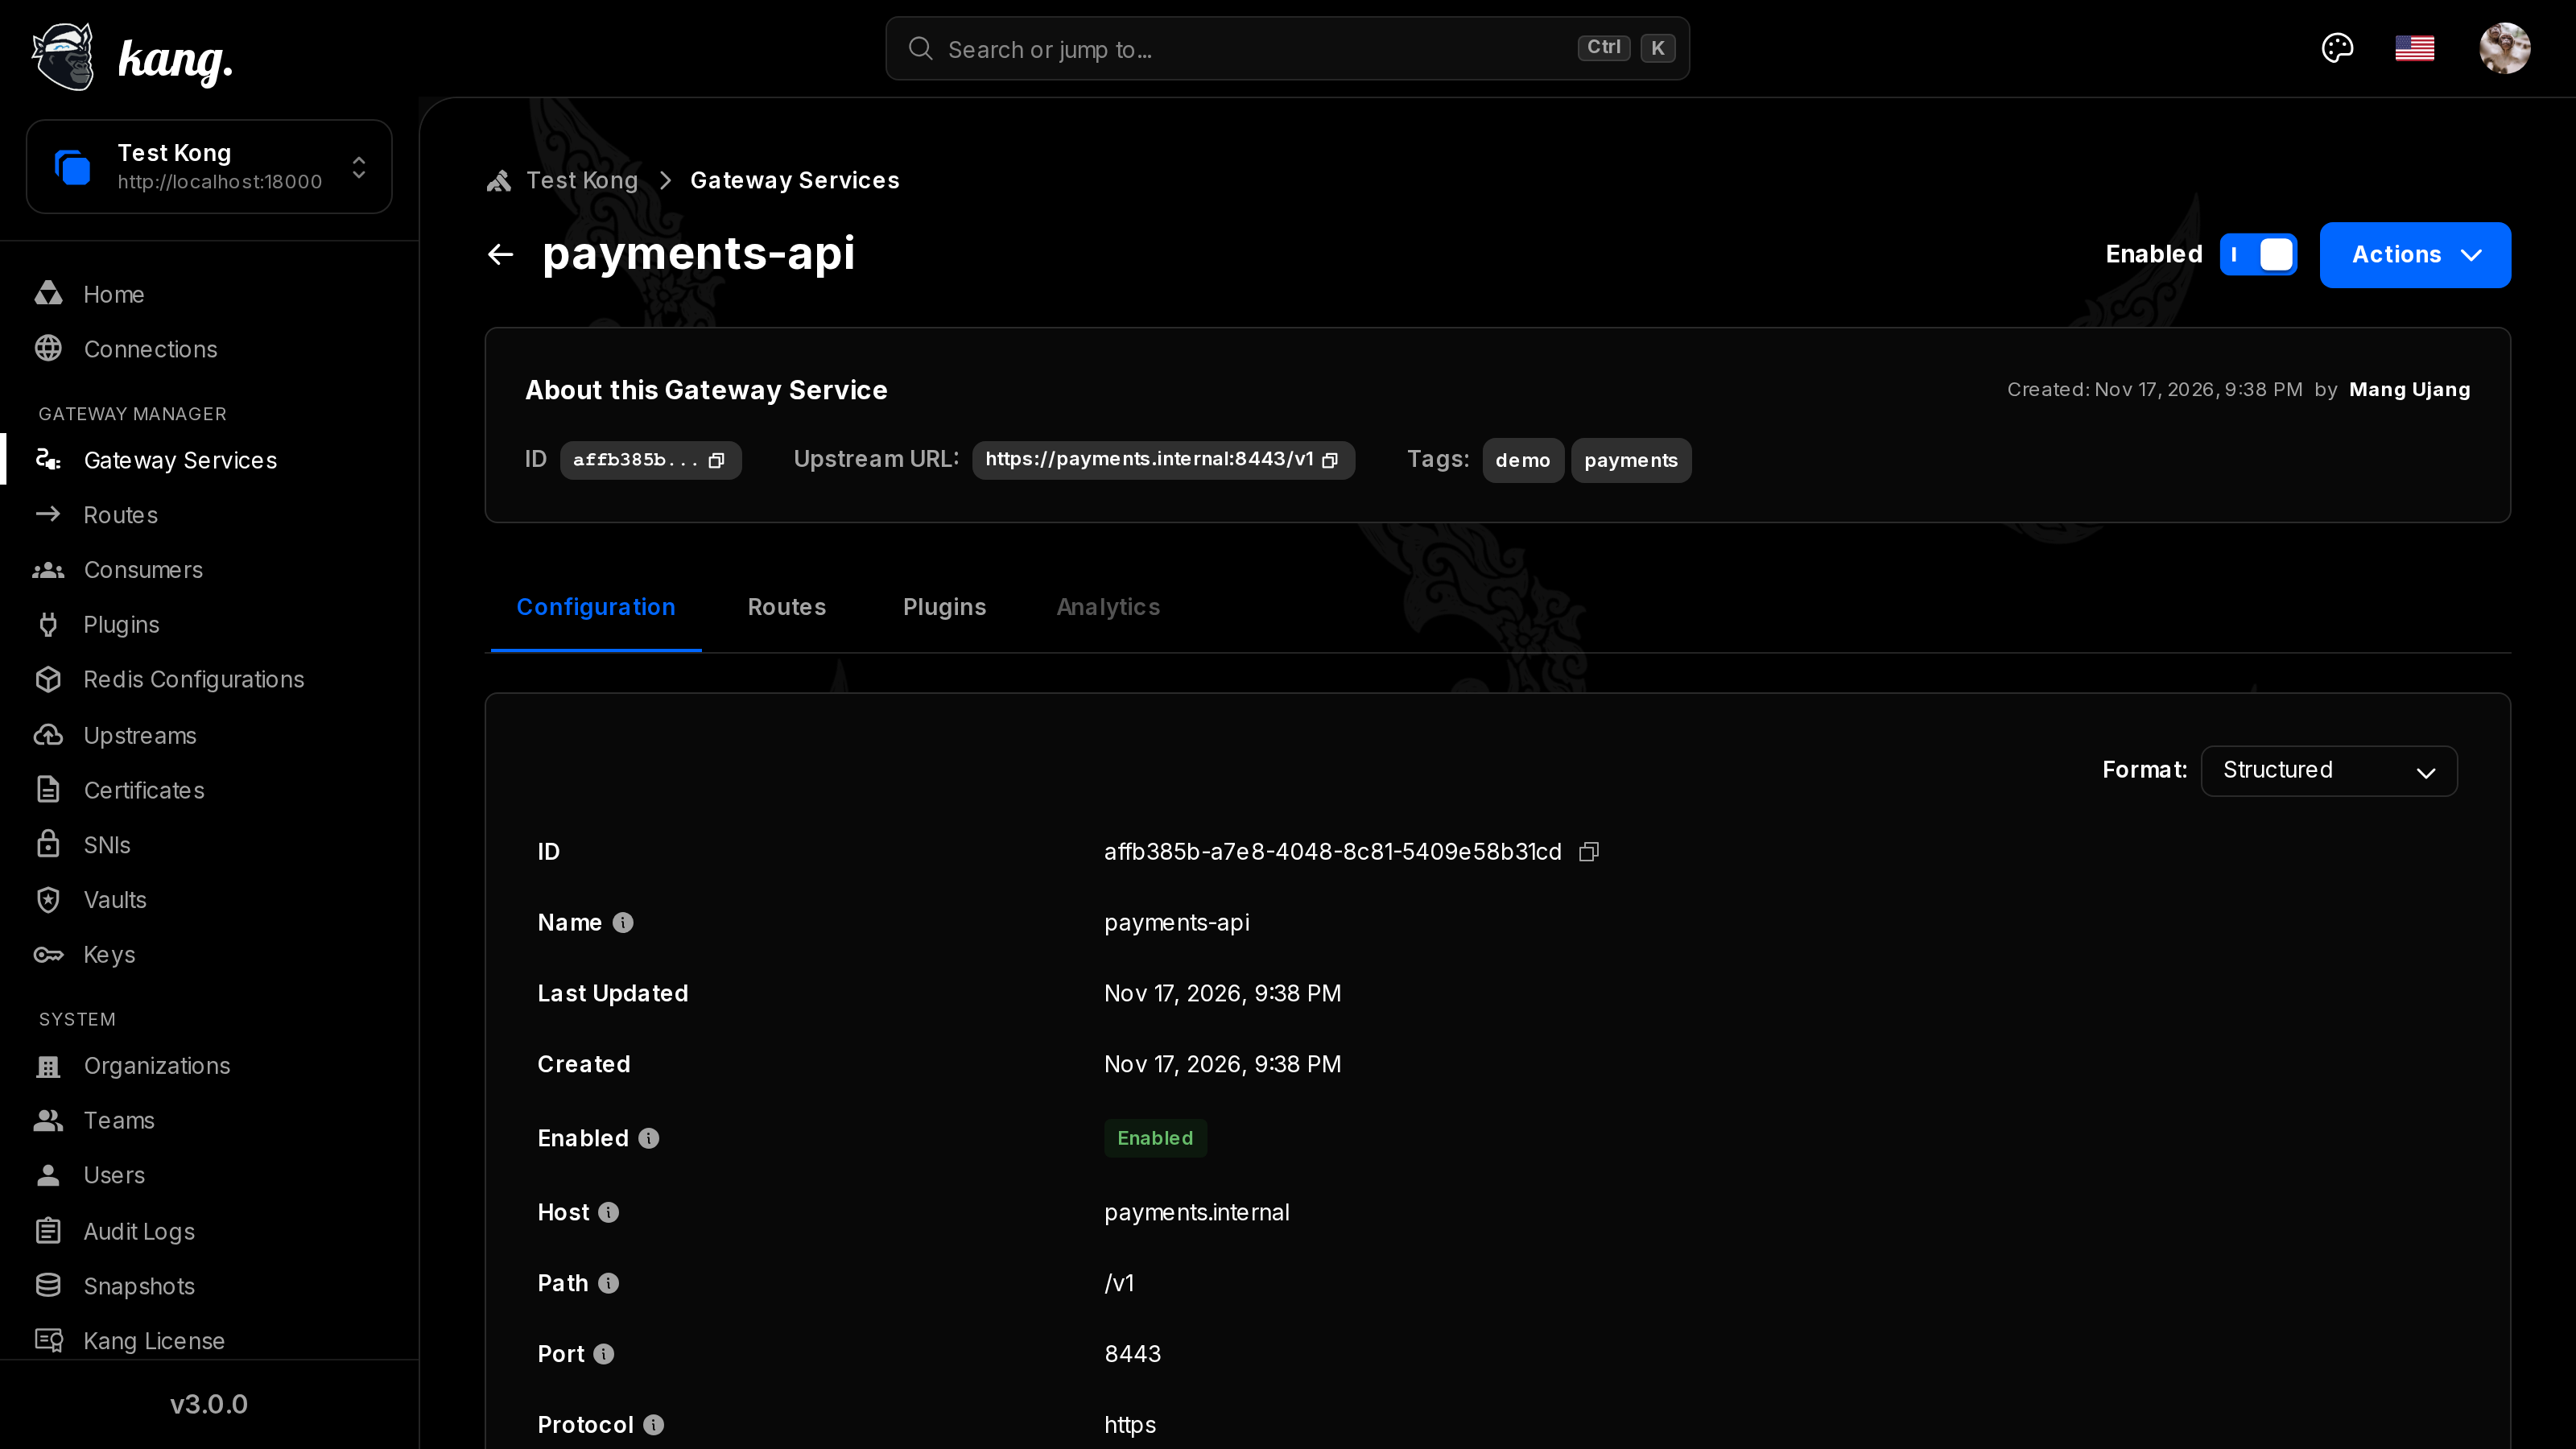 kang.
Search or jump to...
Ctrl K
Test Kong
http://localhost:18000
Home
Connections
GATEWAY MANAGER
Gateway Services
Routes
Consumers
Plugins
Redis Configurations
Upstreams
Certificates
SNIs
Vaults
Keys
SYSTEM
Organizations
Teams
Users
Audit Logs
Snapshots
Kang License
v3.0.0
Test Kong > Gateway Services
payments-api
Enabled
Actions
About this Gateway Service
Created: Nov 17, 2026, 9:38 PM by Mang Ujang
ID affb385b... Upstream URL: https://payments.internal:8443/v1 Tags: demo payments
Configuration Routes Plugins Analytics
Format: Structured
ID affb385b-a7e8-4048-8c81-5409e58b31cd
Name payments-api
Last Updated Nov 17, 2026, 9:38 PM
Created Nov 17, 2026, 9:38 PM
Enabled Enabled
Host payments.internal
Path /v1
Port 8443
Protocol https